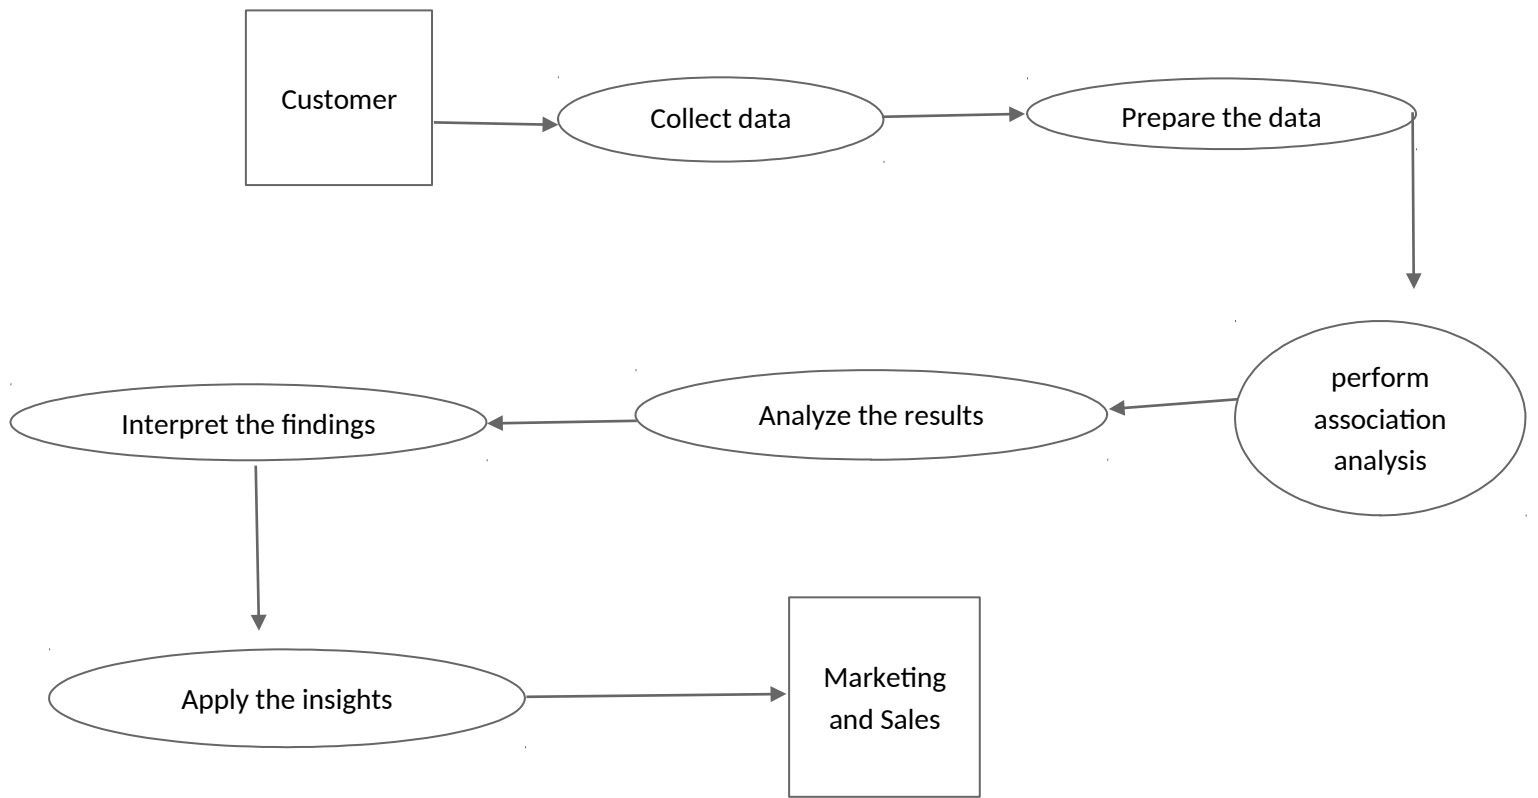 Customer
Collect data
Prepare the data
perform
association
analysis
Analyze the results
Interpret the findings
Apply the insights
Marketing
and Sales